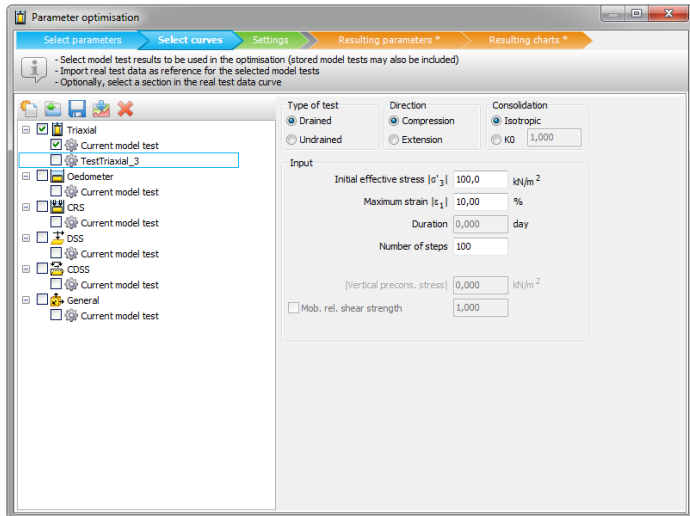 Parameter optimisation
Select parameters Select curves Settings Resulting parameters * Resulting charts *
- Select model test results to be used in the optimisation (stored model tests may also be included)
- Import real test data as reference for the selected model tests
- Optionally, select a section in the real test data curve
Triaxial
Current model test
TestTriaxial_3
Oedometer
Current model test
CRS
Current model test
DSS
Current model test
CDSS
Current model test
General
Current model test
Type of test Direction Consolidation
Drained Compression Isotropic
Undrained Extension K0 1,000
Input
Initial effective stress |σ'3| 100,0 kN/m 2
Maximum strain |ε1| 10,00 %
Duration 0,000 day
Number of steps 100
|Vertical precons. stress| 0,000 kN/m 2
Mob. rel. shear strength 1,000